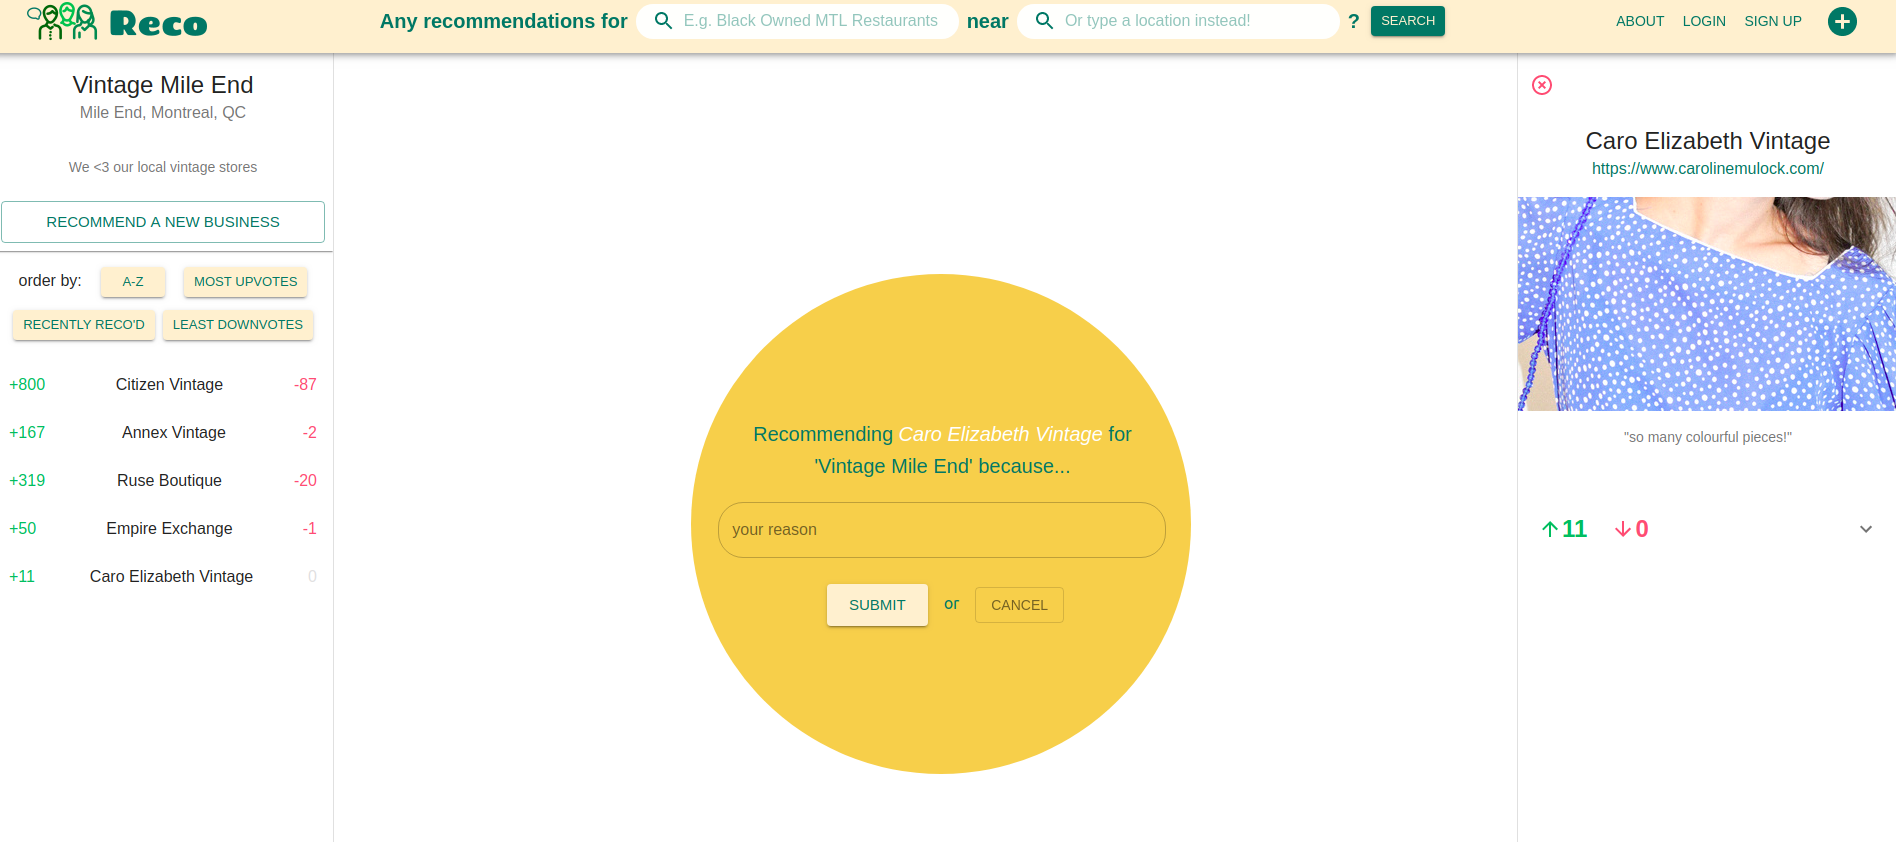 Reco
Any recommendations for E.g. Black Owned MTL Restaurants near Or type a location instead! ? SEARCH
ABOUT LOGIN SIGN UP
Vintage Mile End
Mile End, Montreal, QC
We <3 our local vintage stores
RECOMMEND A NEW BUSINESS
order by: A-Z MOST UPVOTES
RECENTLY RECO'D LEAST DOWNVOTES
+800 Citizen Vintage -87
+167 Annex Vintage -2
+319 Ruse Boutique -20
+50 Empire Exchange -1
+11 Caro Elizabeth Vintage 0
Recommending Caro Elizabeth Vintage for
'Vintage Mile End' because...
your reason
SUBMIT or CANCEL
Caro Elizabeth Vintage
https://www.carolinemulock.com/
"so many colourful pieces!"
11 0